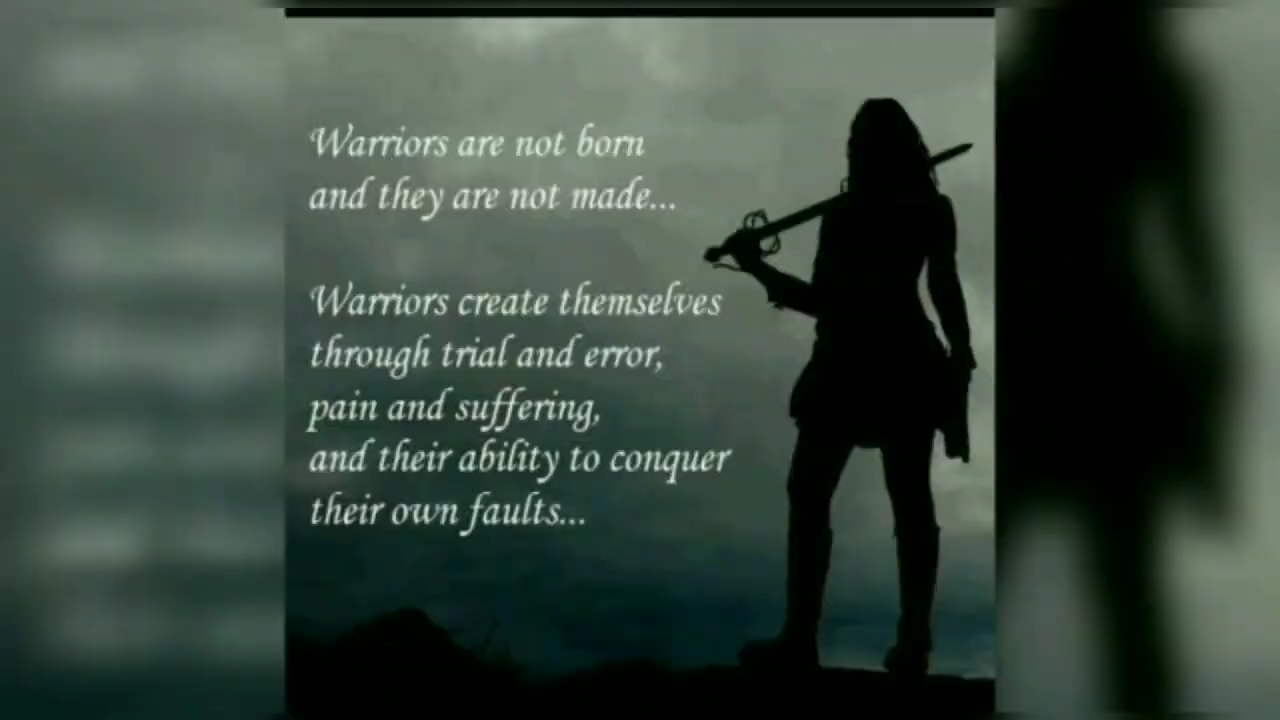 Warriors are not born
and they are not made...
Warriors create themselves
through trial and error,
pain and suffering,
and their ability to conquer
their own faults...